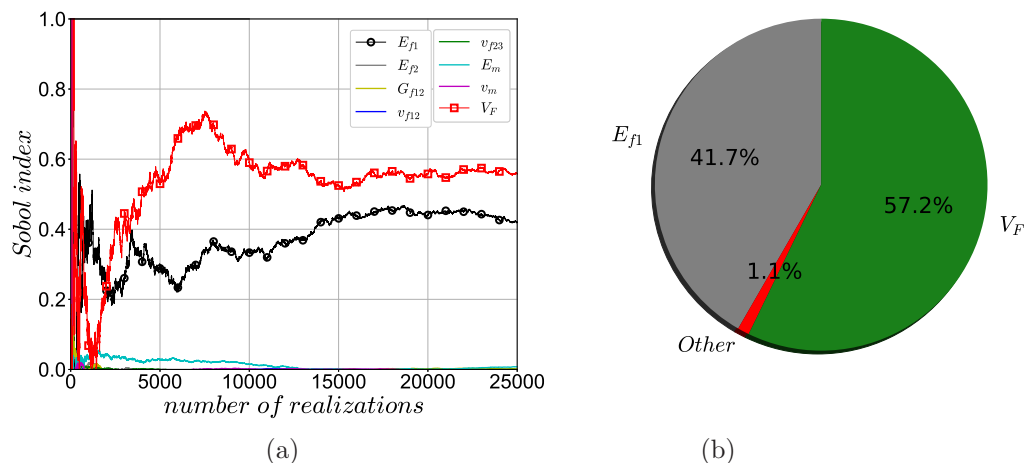 Sobol index
1.0
0.8
0.6
0.4
0.2
0.0
0 5000 10000 15000 20000 25000
number of realizations
E_{f1}
E_{f2}
G_{f12}
v_{f12}
v_{f23}
E_m
v_m
V_F
(a)
E_{f1}
41.7%
57.2%
V_F
1.1%
Other
(b)